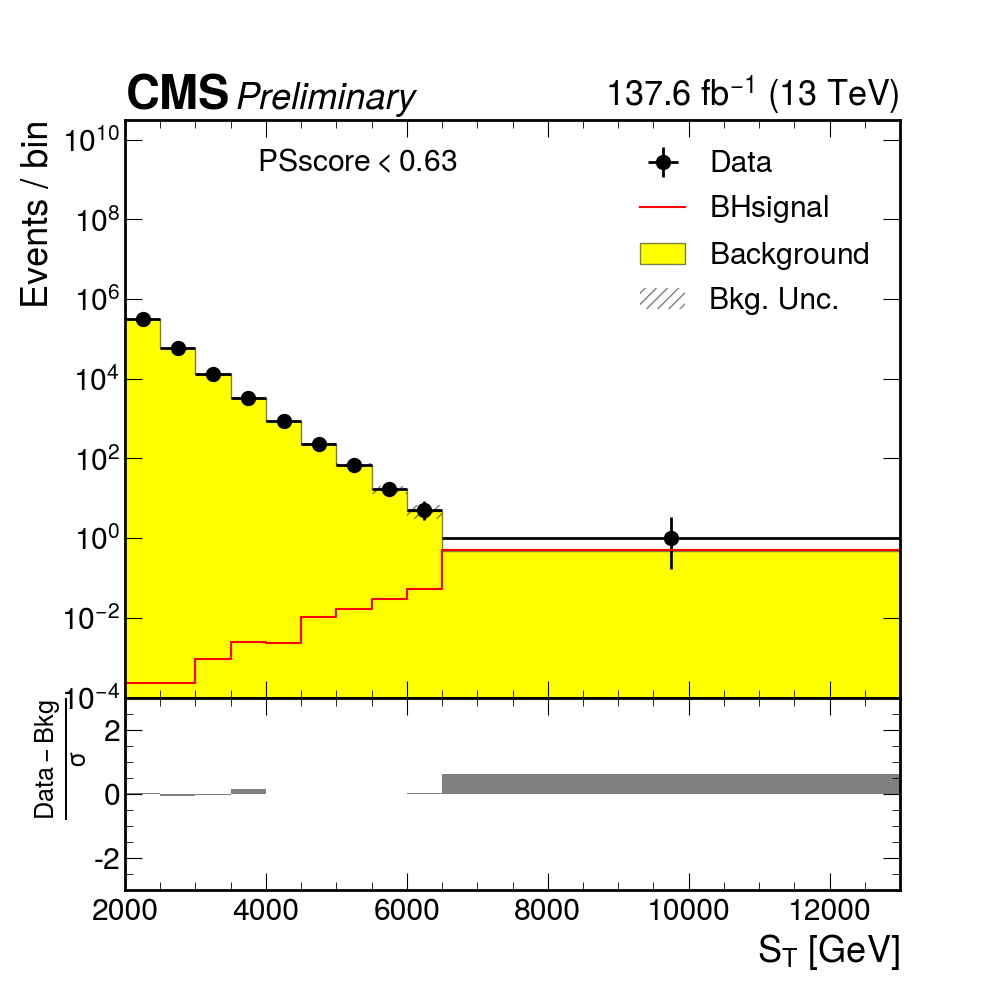 CMS Preliminary 137.6 fb⁻¹ (13 TeV)
Events / bin
10¹⁰
10⁸
10⁶
10⁴
10²
10⁰
10⁻²
10⁻⁴
PSscore < 0.63
Data
BHsignal
Background
Bkg. Unc.
Data – Bkg
σ
2
0
-2
2000 4000 6000 8000 10000 12000
S_T [GeV]